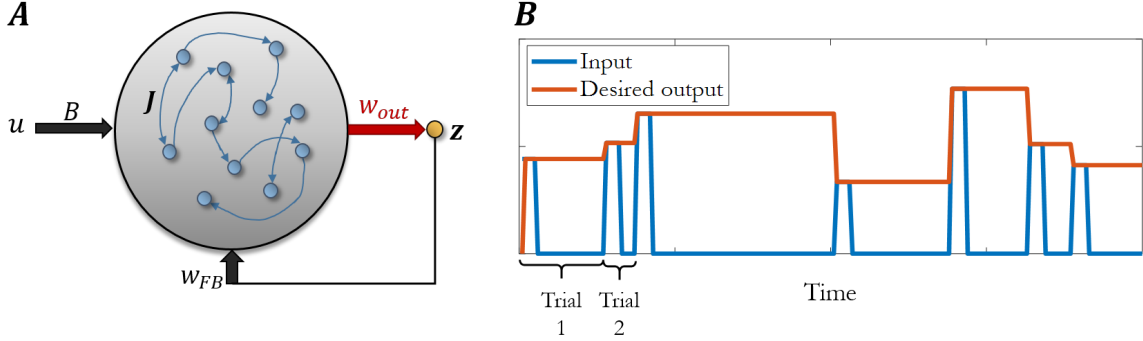 A
u
B
J
w_out
z
w_FB
B
Input
Desired output
Trial
1
Trial
2
Time